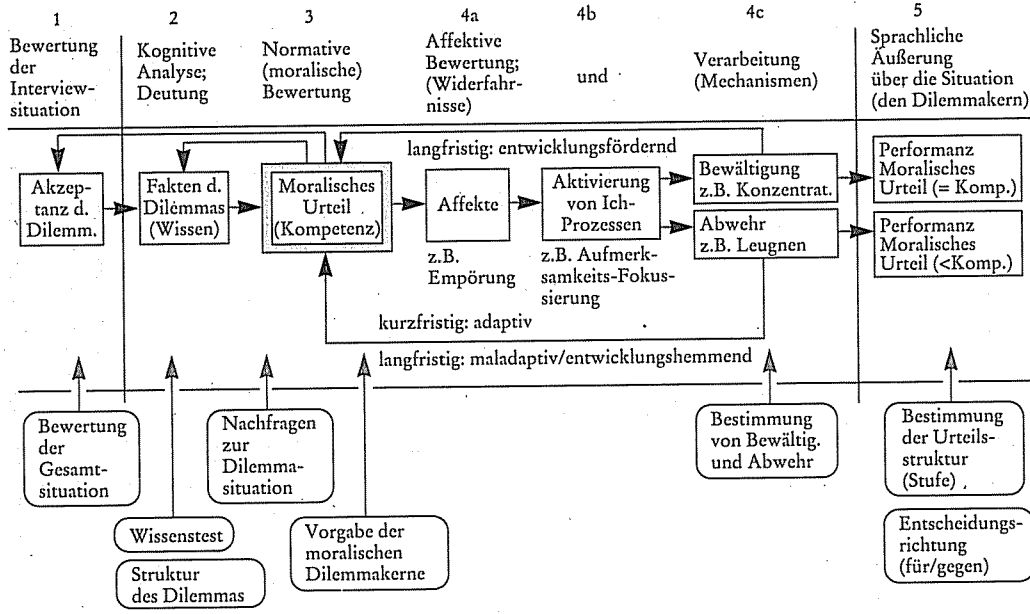 1
2
3
4a
4b
4c
5
Bewertung
der
Interview-
situation
Kognitive
Analyse;
Deutung
Normative
(moralische)
Bewertung
Affektive
Bewertung;
(Widerfahr-
nisse)
und
Verarbeitung
(Mechanismen)
Sprachliche
Äußerung
über die Situation
(den Dilemmakern)
langfristig: entwicklungsfördernd
Akzep-
tanz d.
Dilemm.
Fakten d.
Dilemmas
(Wissen)
Moralisches
Urteil
(Kompetenz)
Affekte
z.B.
Empörung
Aktivierung
von Ich-
Prozessen
z.B. Aufmerk-
samkeits-Fokus-
sierung
Bewältigung
z.B. Konzentrat.
Abwehr
z.B. Leugnen
Performanz
Moralisches
Urteil (= Komp.)
Performanz
Moralisches
Urteil (<Komp.)
kurzfristig: adaptiv
langfristig: maladaptiv/entwicklungshemmend
Bewertung
der
Gesamt-
situation
Wissenstest
Struktur
des Dilemmas
Nachfragen
zur
Dilemma-
situation
Vorgabe der
moralischen
Dilemmakerne
Bestimmung
von Bewältig.
und Abwehr
Bestimmung
der Urteils-
struktur
(Stufe)
Entscheidungs-
richtung
(für/gegen)